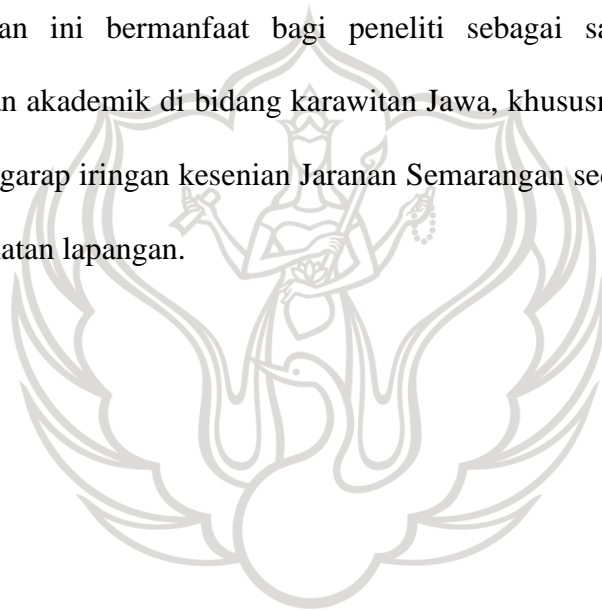 an ini bermanfaat bagi peneliti sebagai sa
n akademik di bidang karawitan Jawa, khusus
garap iringan kesenian Jaranan Semarangan se
atan lapangan.